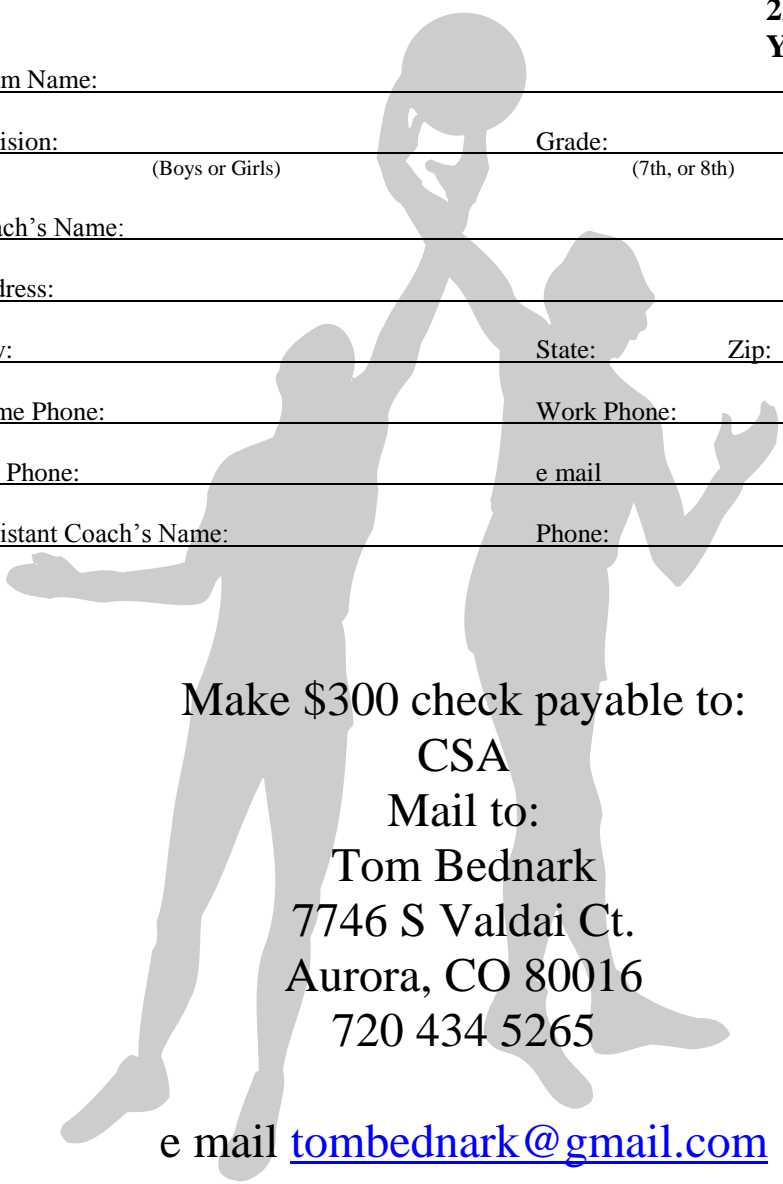 2
Y
m Name:
ision: Grade:
(Boys or Girls) (7th, or 8th)
ach’s Name:
dress:
y: State: Zip:
me Phone: Work Phone:
Phone: e mail
istant Coach’s Name: Phone:
Make $300 check payable to:
CSA
Mail to:
Tom Bednark
7746 S Valdai Ct.
Aurora, CO 80016
720 434 5265
e mail tombednark@gmail.com